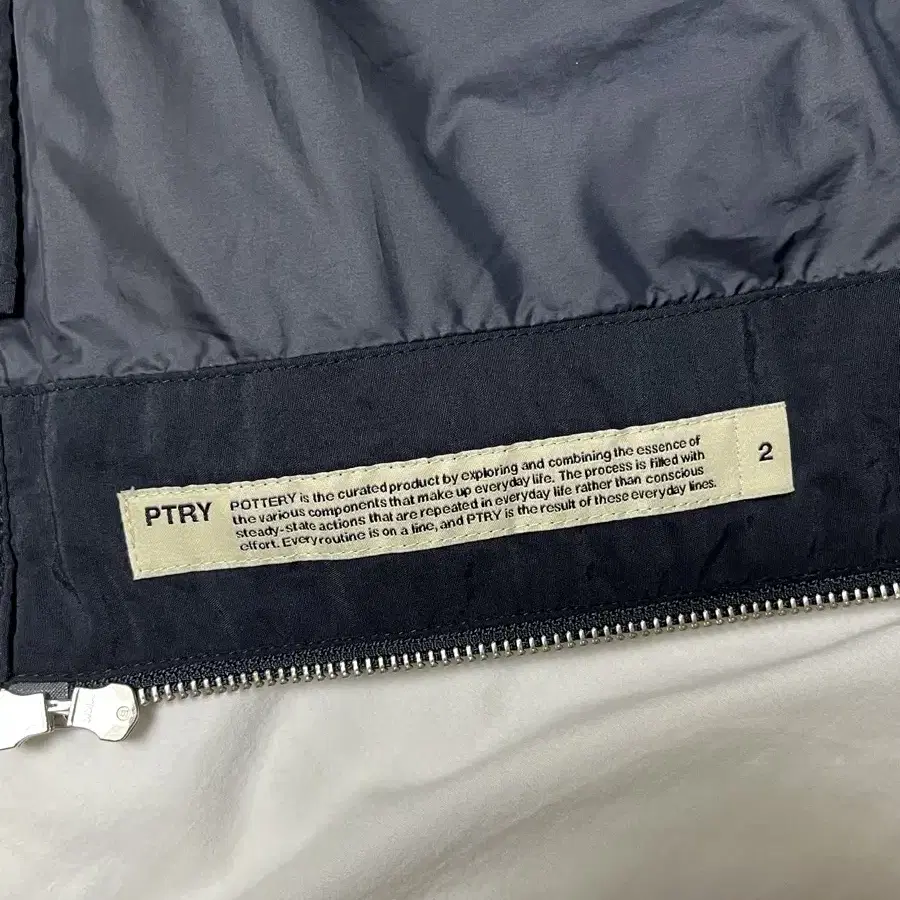 PTRY
POTTERY is the curated product by exploring and combining the essence of
the various components that make up everyday life. The process is filled with
steady-state actions that are repeated in everyday life rather than conscious
effort. Every routine is on a line, and PTRY is the result of these everyday lines.
2